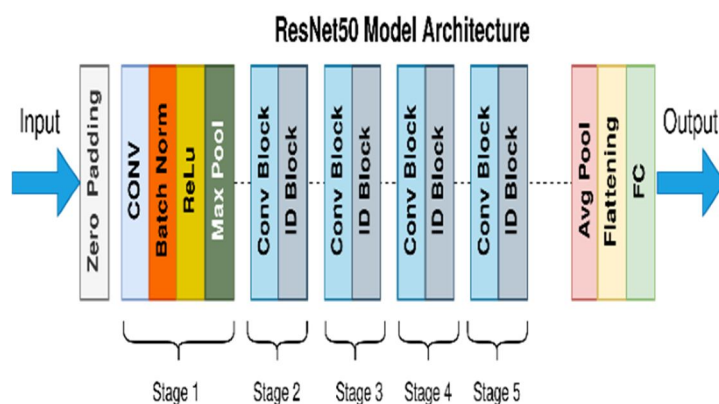 ResNet50 Model Architecture
Input
Zero Padding
CONV
Batch Norm
ReLu
Max Pool
Conv Block
ID Block
Conv Block
ID Block
Conv Block
ID Block
Conv Block
ID Block
Avg Pool
Flattening
FC
Output
Stage 1
Stage 2
Stage 3
Stage 4
Stage 5